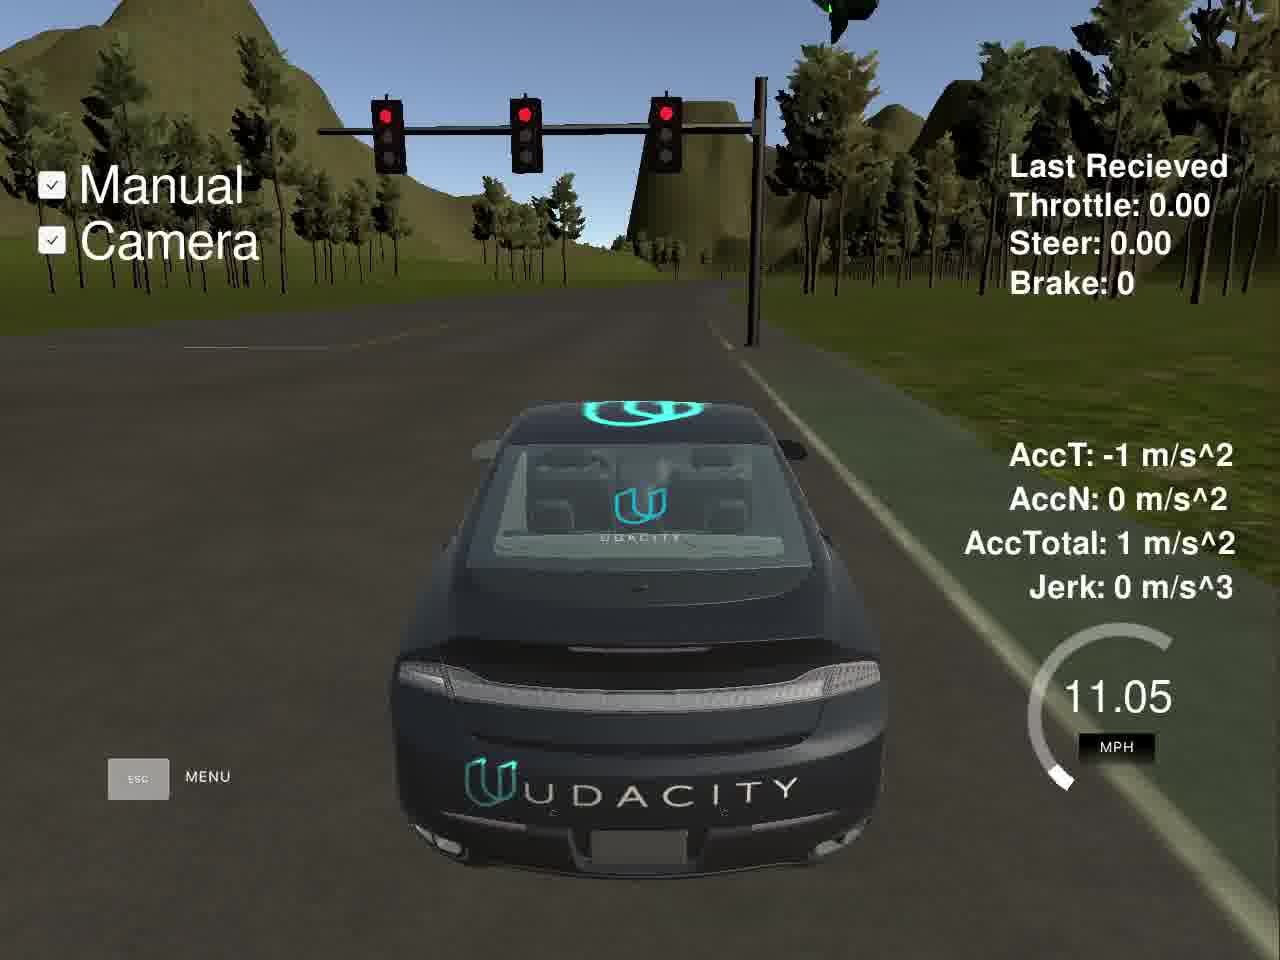 Manual
Camera
Last Recieved
Throttle: 0.00
Steer: 0.00
Brake: 0
AccT: -1 m/s^2
AccN: 0 m/s^2
AccTotal: 1 m/s^2
Jerk: 0 m/s^3
UDACITY
11.05
MPH
ESC
MENU
UDACITY